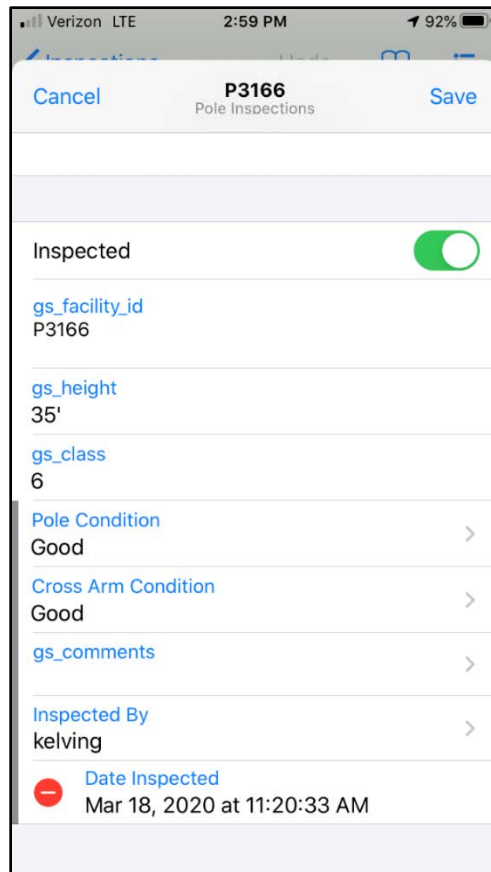 Verizon LTE 2:59 PM 92%
Cancel P3166 Save
Pole Inspections
Inspected
gs_facility_id
P3166
gs_height
35'
gs_class
6
Pole Condition
Good
Cross Arm Condition
Good
gs_comments
Inspected By
kelving
Date Inspected
Mar 18, 2020 at 11:20:33 AM